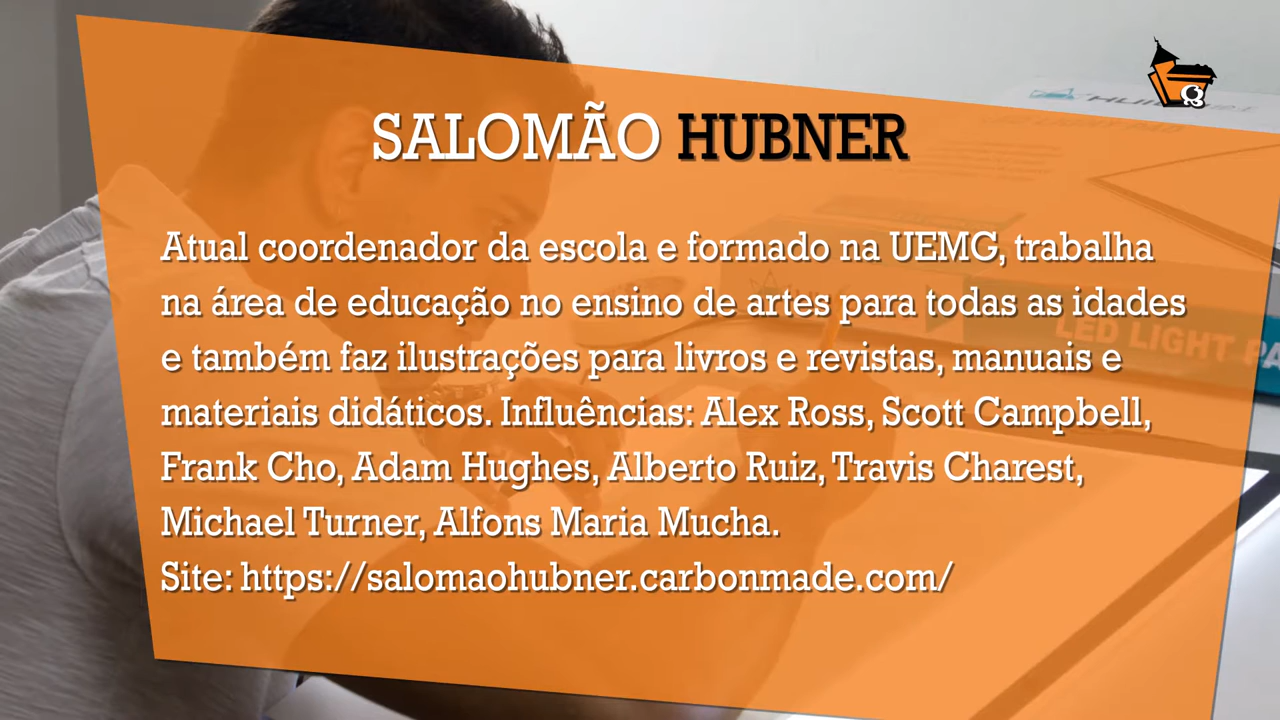 HUION
SALOMÃO HUBNER
Atual coordenador da escola e formado na UEMG, trabalha
na área de educação no ensino de artes para todas as idades
e também faz ilustrações para livros e revistas, manuais e
materiais didáticos. Influências: Alex Ross, Scott Campbell,
Frank Cho, Adam Hughes, Alberto Ruiz, Travis Charest,
Michael Turner, Alfons Maria Mucha.
Site: https://salomaohubner.carbonmade.com/
LED LIGHT PA